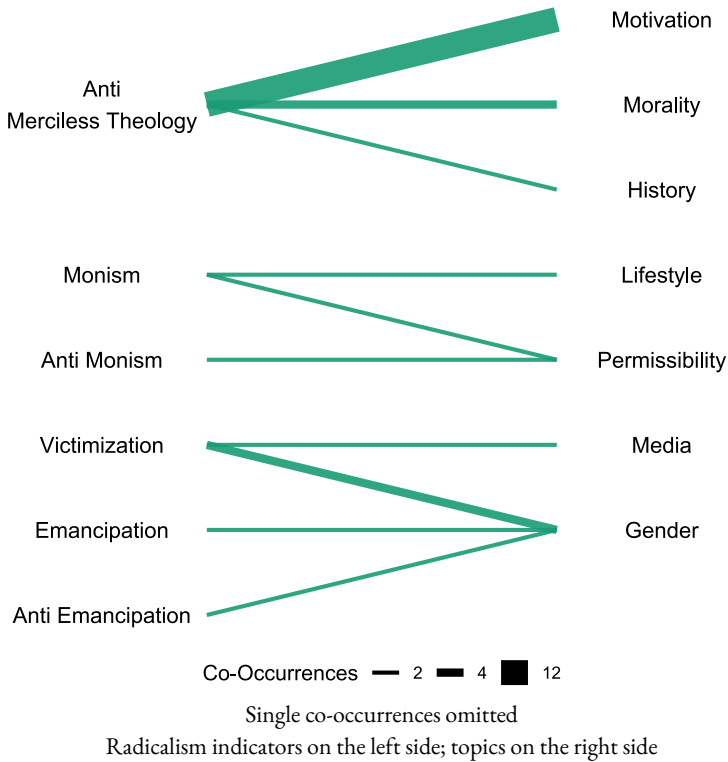 Motivation
Anti
Merciless Theology
Morality
History
Monism
Lifestyle
Anti Monism
Permissibility
Victimization
Media
Emancipation
Gender
Anti Emancipation
Co-Occurrences 2 4 12
Single co-occurrences omitted
Radicalism indicators on the left side; topics on the right side